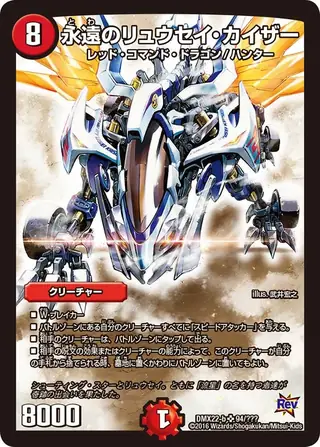 8
とわ
永遠のリュウセイ・カイザー
レッド・コマンド・ドラゴン/ハンター
illus. 武井宏之
クリーチャー
■W・ブレイカー
■バトルゾーンにある自分のクリーチャーすべてに「スピードアタッカー」を与える。
■相手のクリーチャーは、バトルゾーンにタップして出る。
■相手の呪文の効果またはクリーチャーの能力によって、このクリーチャーが自分
の手札から捨てられる時、墓地に置くかわりにバトルゾーンに置いてもよい。
シューティング・スターとリュウセイ。ともに「流星」の名を持つ者達が
奇跡の出会いを果たした。
8000
1
Rev
DMX22-b 94/???
©2016 Wizards/Shogakukan/Mitsui-Kids